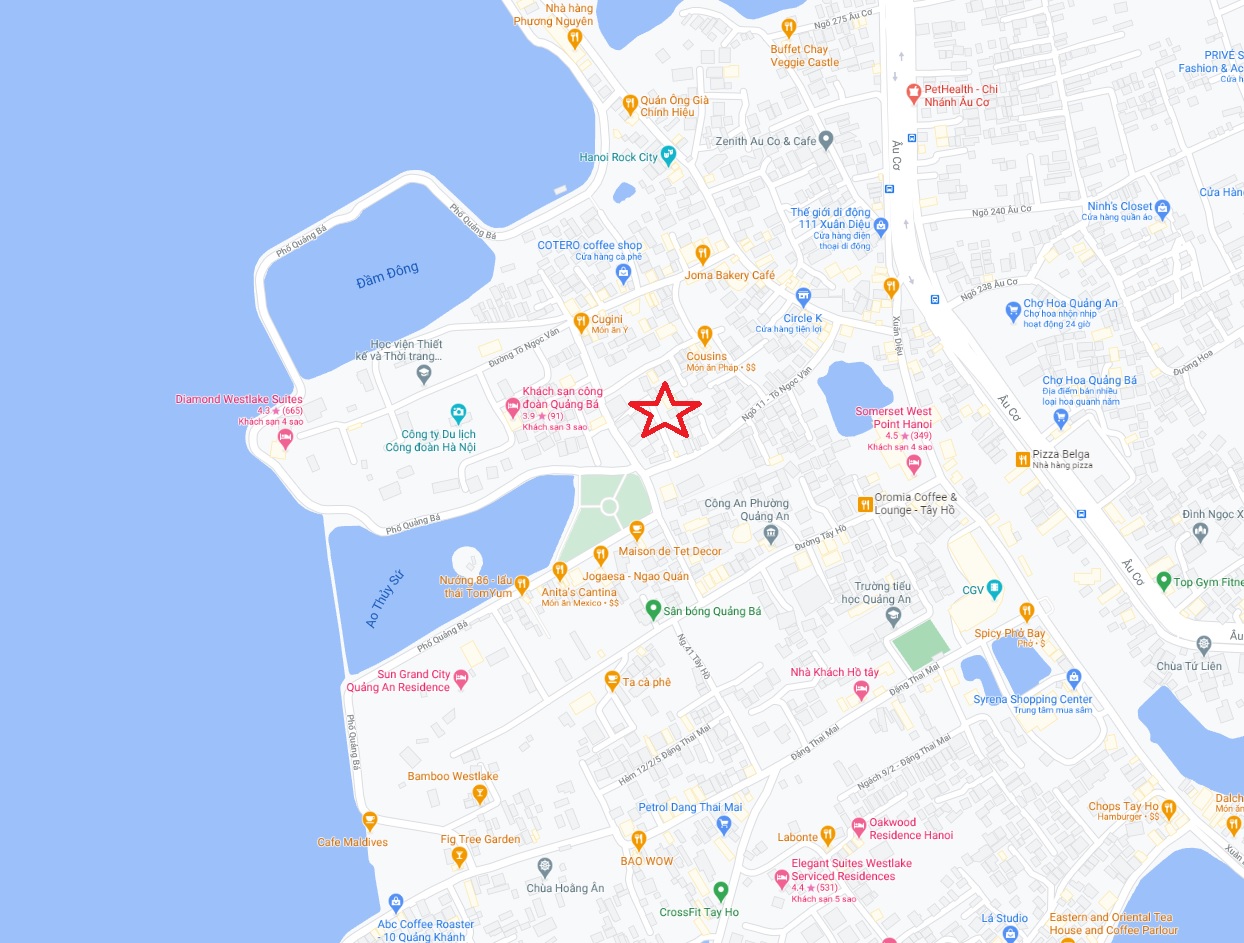 Nhà hàng
Phương Nguyên
Ngõ 275 Âu Cơ
Buffet Chay
Veggie Castle
PRIVÉ S
Fashion & Ac
Cửa h
Quán Ông Già
Chính Hiệu
PetHealth - Chi
Nhánh Âu Cơ
Zenith Au Co & Cafe
Âu Cơ
Hanoi Rock City
Cửa Hàng
Phố Quảng Bá
Phố Quảng Bá
Thế giới di động
111 Xuân Diệu
Cửa hàng điện
thoại di động
Ngõ 240 Âu Cơ
Ninh's Closet
Cửa hàng quần áo
COTERO coffee shop
Cửa hàng cà phê
Joma Bakery Café
Đầm Đông
Ngõ 238 Âu Cơ
Circle K
Cửa hàng tiện lợi
Chợ Hoa Quảng An
Chợ hoa nhộn nhịp
hoạt động 24 giờ
Cugini
Món ăn Ý
Xuân Diệu
Đường Tô Ngọc Vân
Học viện Thiết
kế và Thời trang...
Cousins
Món ăn Pháp • $$
Đường Hoa
Ngõ 11 - Tô Ngọc Vân
Chợ Hoa Quảng Bá
Địa điểm bán nhiều
loại hoa quanh năm
Diamond Westlake Suites
4.3 ★ (665)
Khách sạn 4 sao
Khách sạn công
đoàn Quảng Bá
3.9 ★ (91)
Khách sạn 3 sao
Somerset West
Point Hanoi
4.5 ★ (349)
Khách sạn 4 sao
Âu Cơ
Công ty Du lịch
Công đoàn Hà Nội
Pizza Belga
Nhà hàng pizza
Công An Phường
Quảng An
Oromia Coffee &
Lounge - Tây Hồ
Phố Quảng Bá
Đường Tây Hồ
Đình Ngọc X
Maison de Tet Decor
Jogaesa - Ngao Quán
Âu Cơ
Nướng 86 - lẩu
thái TomYum
Anita's Cantina
Món ăn Mexico • $$
Trường tiểu
học Quảng An
CGV
Top Gym Fitne
Ao Thủy Sứ
Sân bóng Quảng Bá
Phố Quảng Bá
Spicy Phở Bay
Phở • $
Âu
Ng. 41 Tây Hồ
Chùa Tứ Liên
Sun Grand City
Quảng An Residence
Ta cà phê
Nhà Khách Hồ tây
Đặng Thai Mai
Syrena Shopping Center
Trung tâm mua sắm
Phố Quảng Bá
Hẻm 12/2/5 Đặng Thai Mai
Đặng Thai Mai
Ngách 9/2 - Đặng Thai Mai
Bamboo Westlake
Petrol Dang Thai Mai
Chops Tay Ho
Hamburger • $$
Dalch
Món ăn
Cafe Maldives
Fig Tree Garden
Labonte
Oakwood
Residence Hanoi
BAO WOW
Xuân
Elegant Suites Westlake
Serviced Residences
4.4 ★ (531)
Khách sạn 5 sao
Chùa Hoằng Ân
CrossFit Tay Ho
Abc Coffee Roaster
- 10 Quảng Khánh
Lá Studio
Eastern and Oriental Tea
House and Coffee Parlour